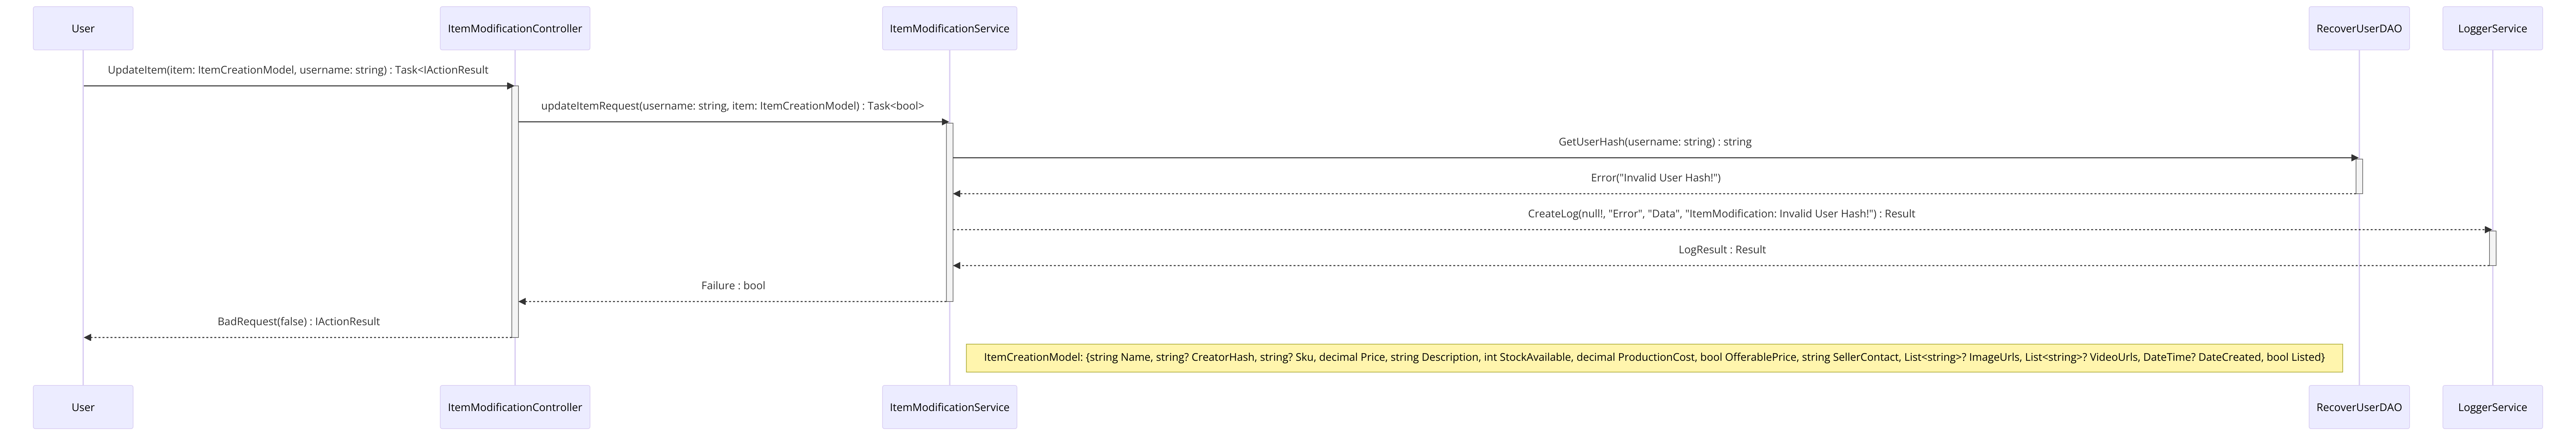 User
ItemModificationController
ItemModificationService
RecoverUserDAO
LoggerService
UpdateItem(item: ItemCreationModel, username: string) : Task<IActionResult
updateItemRequest(username: string, item: ItemCreationModel) : Task<bool>
GetUserHash(username: string) : string
Error("Invalid User Hash!")
CreateLog(null!, "Error", "Data", "ItemModification: Invalid User Hash!") : Result
LogResult : Result
Failure : bool
BadRequest(false) : IActionResult
ItemCreationModel: {string Name, string? CreatorHash, string? Sku, decimal Price, string Description, int StockAvailable, decimal ProductionCost, bool OfferablePrice, string SellerContact, List<string>? ImageUrls, List<string>? VideoUrls, DateTime? DateCreated, bool Listed}
User
ItemModificationController
ItemModificationService
RecoverUserDAO
LoggerService